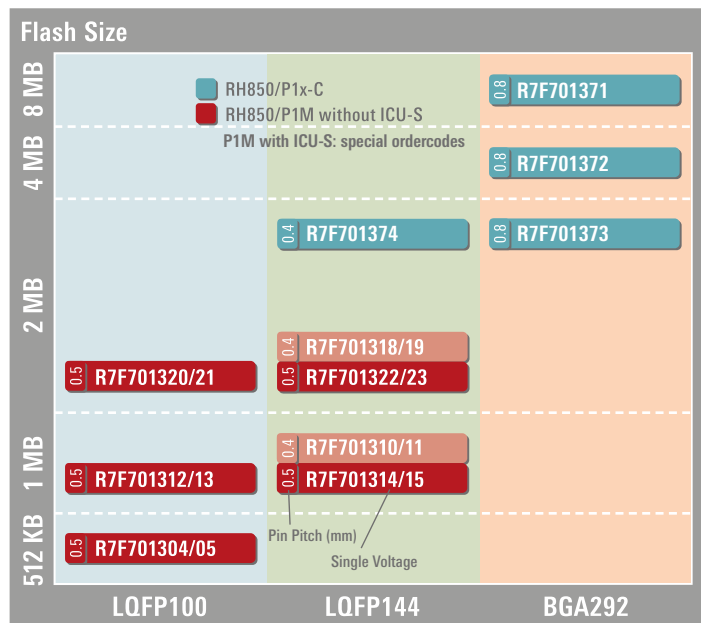 Flash Size
RH850/P1x-C
RH850/P1M without ICU-S
P1M with ICU-S: special ordercodes
8 MB
0.8 R7F701371
4 MB
0.8 R7F701372
2 MB
0.4 R7F701374
0.8 R7F701373
0.4 R7F701318/19
0.5 R7F701320/21
0.5 R7F701322/23
1 MB
0.4 R7F701310/11
0.5 R7F701312/13
0.5 R7F701314/15
Pin Pitch (mm)
Single Voltage
512 KB
0.5 R7F701304/05
LQFP100
LQFP144
BGA292